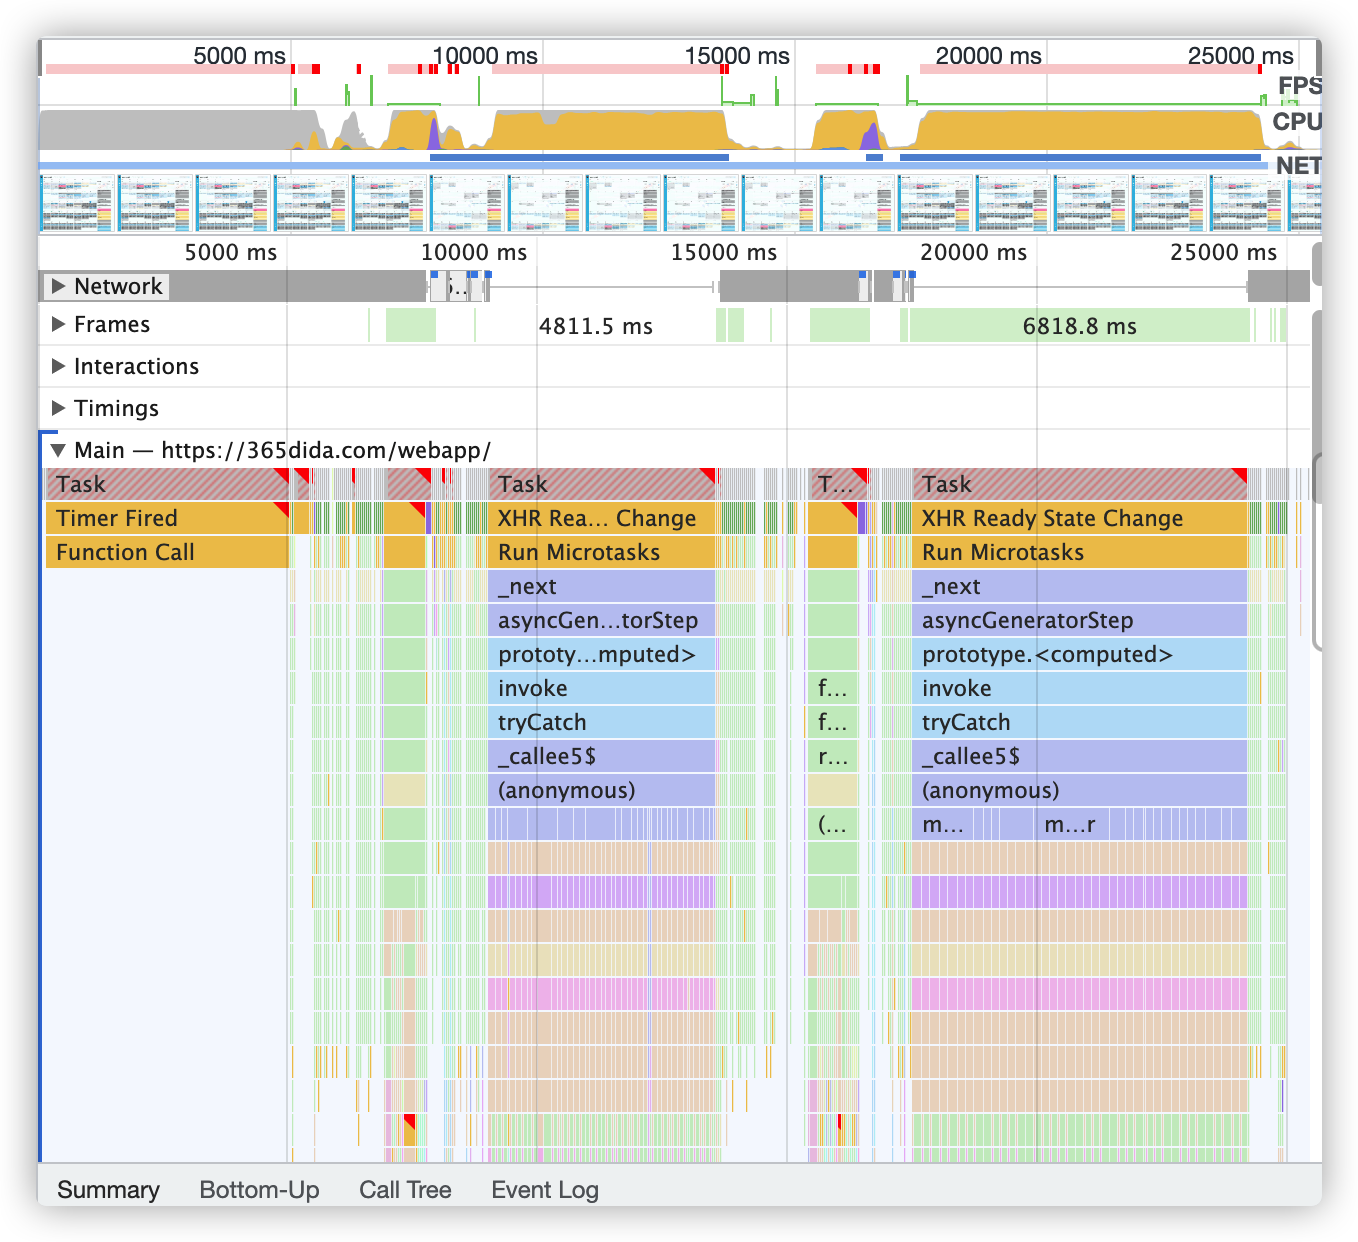 5000 ms 10000 ms 15000 ms 20000 ms 25000 ms
FPS
CPU
NET
5000 ms 10000 ms 15000 ms 20000 ms 25000 ms
Network
Frames 4811.5 ms 6818.8 ms
Interactions
Timings
Main — https://365dida.com/webapp/
Task Task T... Task
Timer Fired XHR Rea... Change XHR Ready State Change
Function Call Run Microtasks Run Microtasks
_next _next
asyncGen...torStep asyncGeneratorStep
prototy...mputed> prototype.<computed>
invoke f... invoke
tryCatch f... tryCatch
_callee5$ r... _callee5$
(anonymous) (anonymous)
(... m... m...r
Summary Bottom-Up Call Tree Event Log